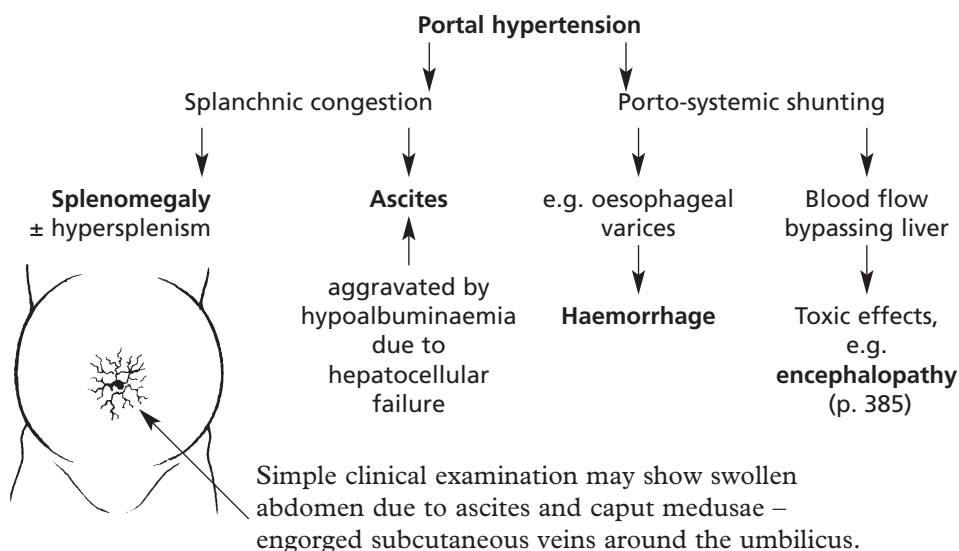 Portal hypertension
Splanchnic congestion
Porto-systemic shunting
Splenomegaly
± hypersplenism
Ascites
aggravated by
hypoalbuminaemia
due to
hepatocellular
failure
e.g. oesophageal
varices
Haemorrhage
Blood flow
bypassing liver
Toxic effects,
e.g.
encephalopathy
(p. 385)
Simple clinical examination may show swollen
abdomen due to ascites and caput medusae –
engorged subcutaneous veins around the umbilicus.